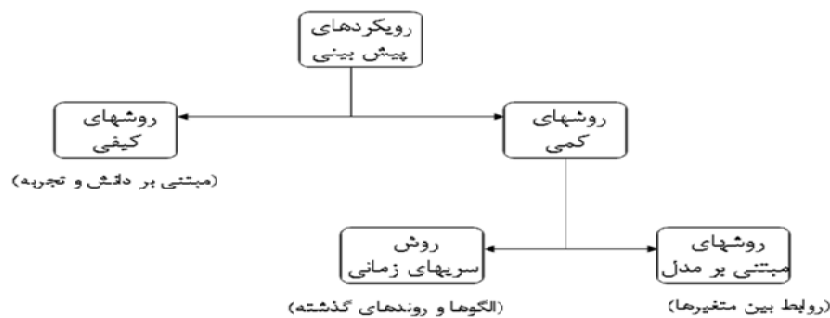 رویکردهای
پیش بینی
روشهای
کمی
روشهای
کیفی
(مبتنی بر دانش و تجربه)
روشهای
مبتنی بر مدل
(روابط بین متغیرها)
روش
سریهای زمانی
(الگوها و روندهای گذشته)